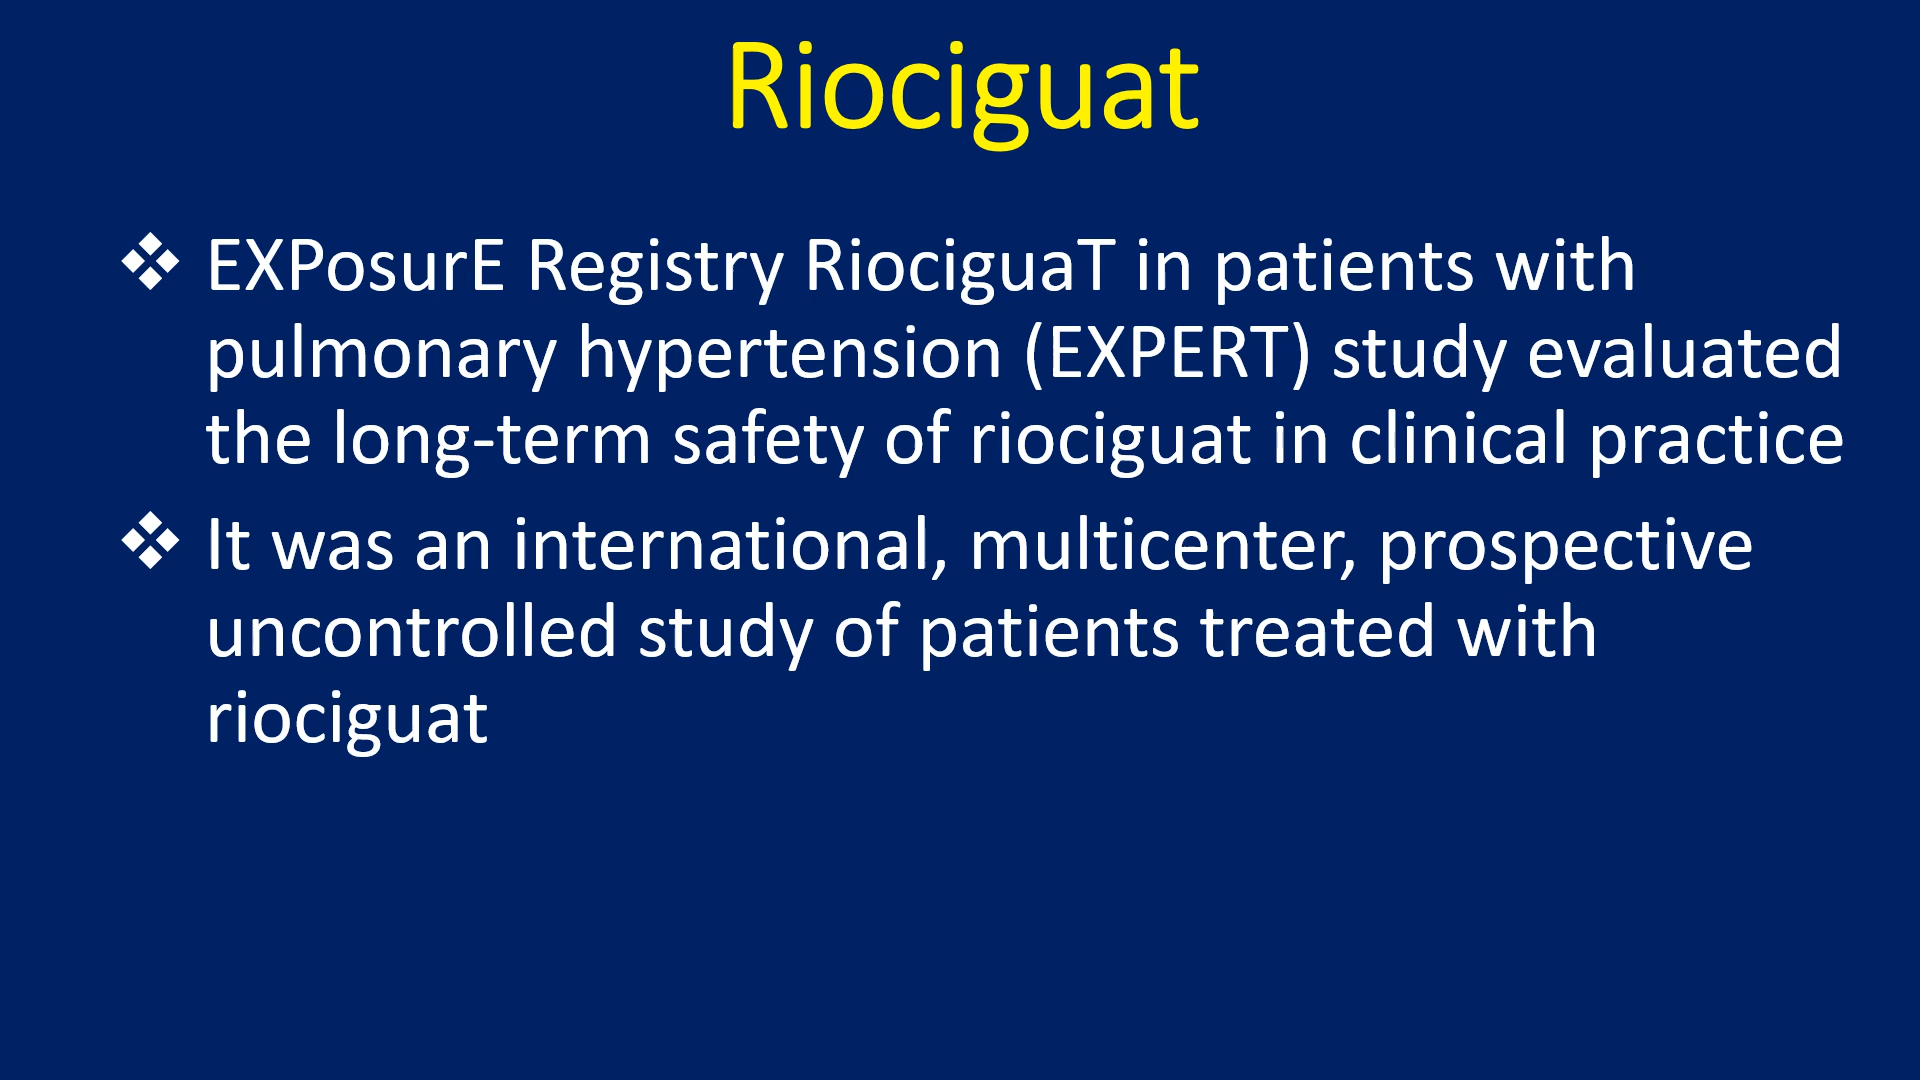 Riociguat
❖ EXPosurE Registry RiociguaT in patients with
pulmonary hypertension (EXPERT) study evaluated
the long-term safety of riociguat in clinical practice
❖ It was an international, multicenter, prospective
uncontrolled study of patients treated with
riociguat